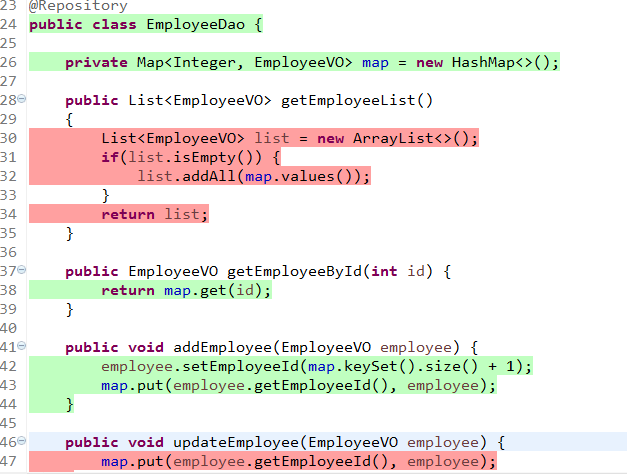 23 @Repository
24 public class EmployeeDao {
25
26 private Map<Integer, EmployeeVO> map = new HashMap<>();
27
28 public List<EmployeeVO> getEmployeeList()
29 {
30 List<EmployeeVO> list = new ArrayList<>();
31 if(list.isEmpty()) {
32 list.addAll(map.values());
33 }
34 return list;
35 }
36
37 public EmployeeVO getEmployeeById(int id) {
38 return map.get(id);
39 }
40
41 public void addEmployee(EmployeeVO employee) {
42 employee.setEmployeeId(map.keySet().size() + 1);
43 map.put(employee.getEmployeeId(), employee);
44 }
45
46 public void updateEmployee(EmployeeVO employee) {
47 map.put(employee.getEmployeeId(), employee);